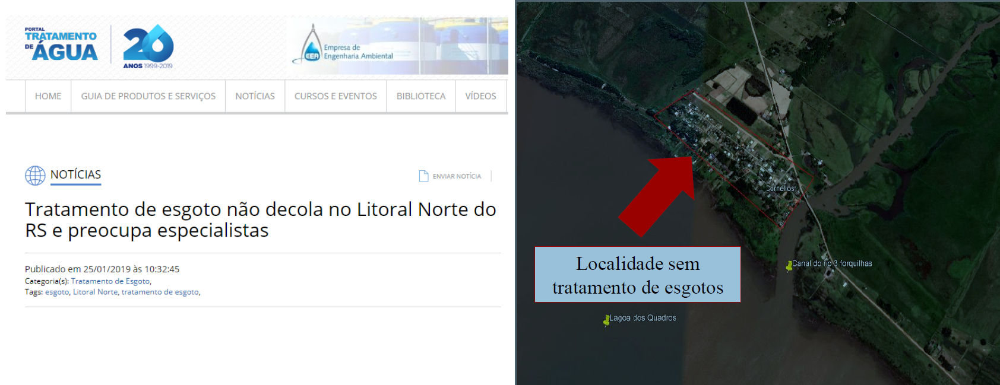 PORTAL
TRATAMENTO
DE ÁGUA
20
ANOS 1999-2019
EEA
Empresa de
Engenharia Ambiental
HOME
GUIA DE PRODUTOS E SERVIÇOS
NOTÍCIAS
CURSOS E EVENTOS
BIBLIOTECA
VÍDEOS
NOTÍCIAS
ENVIAR NOTÍCIA
Tratamento de esgoto não decola no Litoral Norte do
RS e preocupa especialistas
Publicado em 25/01/2019 às 10:32:45
Categoria(s): Tratamento de Esgoto,
Tags: esgoto, Litoral Norte, tratamento de esgoto,
Cornélios
Canal do rio 3 forquilhas
Localidade sem
tratamento de esgotos
Lagoa dos Quadros